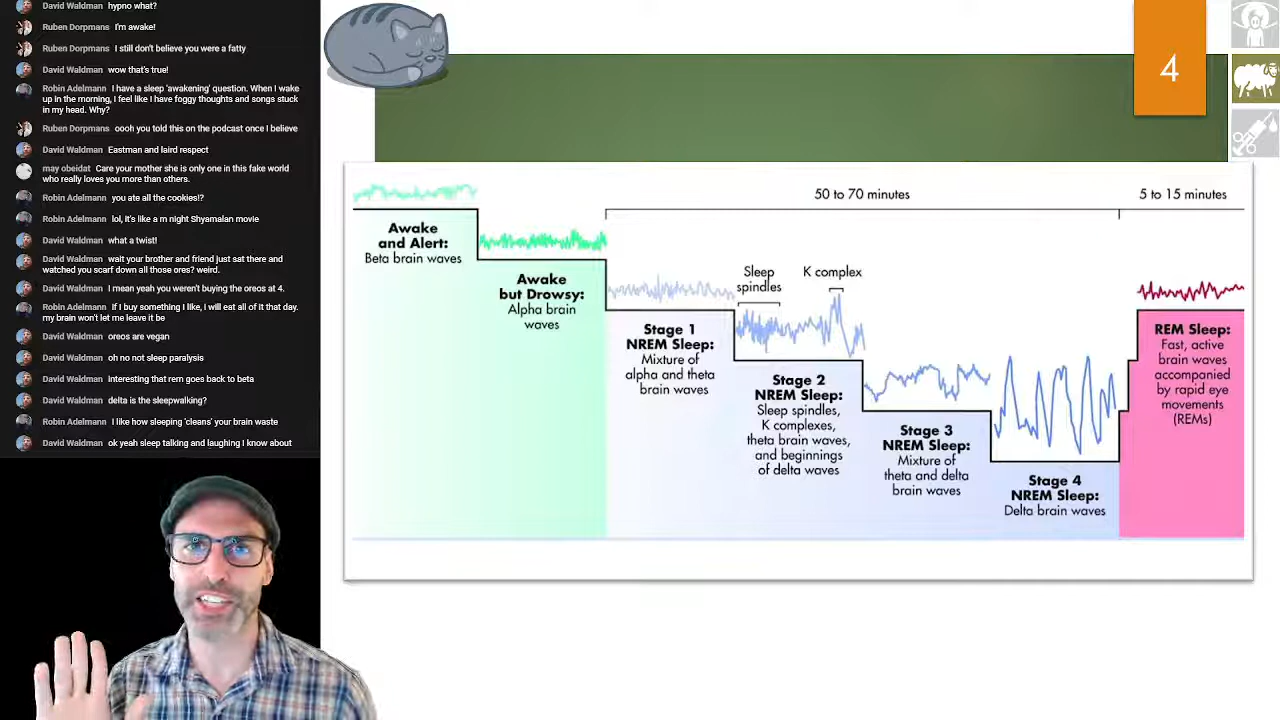 David Waldman hypno what?
Ruben Dorpmans I'm awake!
Ruben Dorpmans I still don't believe you were a fatty
David Waldman wow that's true!
Robin Adelmann I have a sleep 'awakening' question. When I wake
up in the morning, I feel like I have foggy thoughts and songs stuck
in my head. Why?
Ruben Dorpmans oooh you told this on the podcast once I believe
David Waldman Eastman and laird respect
may obeidat Care your mother she is only one in this fake world
who really loves you more than others.
Robin Adelmann you ate all the cookies!?
Robin Adelmann lol, It's like a m night Shyamalan movie
David Waldman what a twist!
David Waldman wait your brother and friend just sat there and
watched you scarf down all those ores? weird.
David Waldman I mean yeah you weren't buying the oreos at 4.
Robin Adelmann If I buy something I like, i will eat all of it that day.
my brain won't let me leave it be
David Waldman oreos are vegan
David Waldman oh no not sleep paralysis
David Waldman Interesting that rem goes back to beta
David Waldman delta is the sleepwalking?
Robin Adelmann I like how sleeping 'cleans' your brain waste
David Waldman ok yeah sleep talking and laughing I know about
4
50 to 70 minutes
5 to 15 minutes
Awake
and Alert:
Beta brain waves
Awake
but Drowsy:
Alpha brain
waves
Stage 1
NREM Sleep:
Mixture of
alpha and theta
brain waves
Sleep
spindles
K complex
Stage 2
NREM Sleep:
Sleep spindles,
K complexes,
theta brain waves,
and beginnings
of delta waves
Stage 3
NREM Sleep:
Mixture of
theta and delta
brain waves
Stage 4
NREM Sleep:
Delta brain waves
REM Sleep:
Fast, active
brain waves
accompanied
by rapid eye
movements
(REMs)